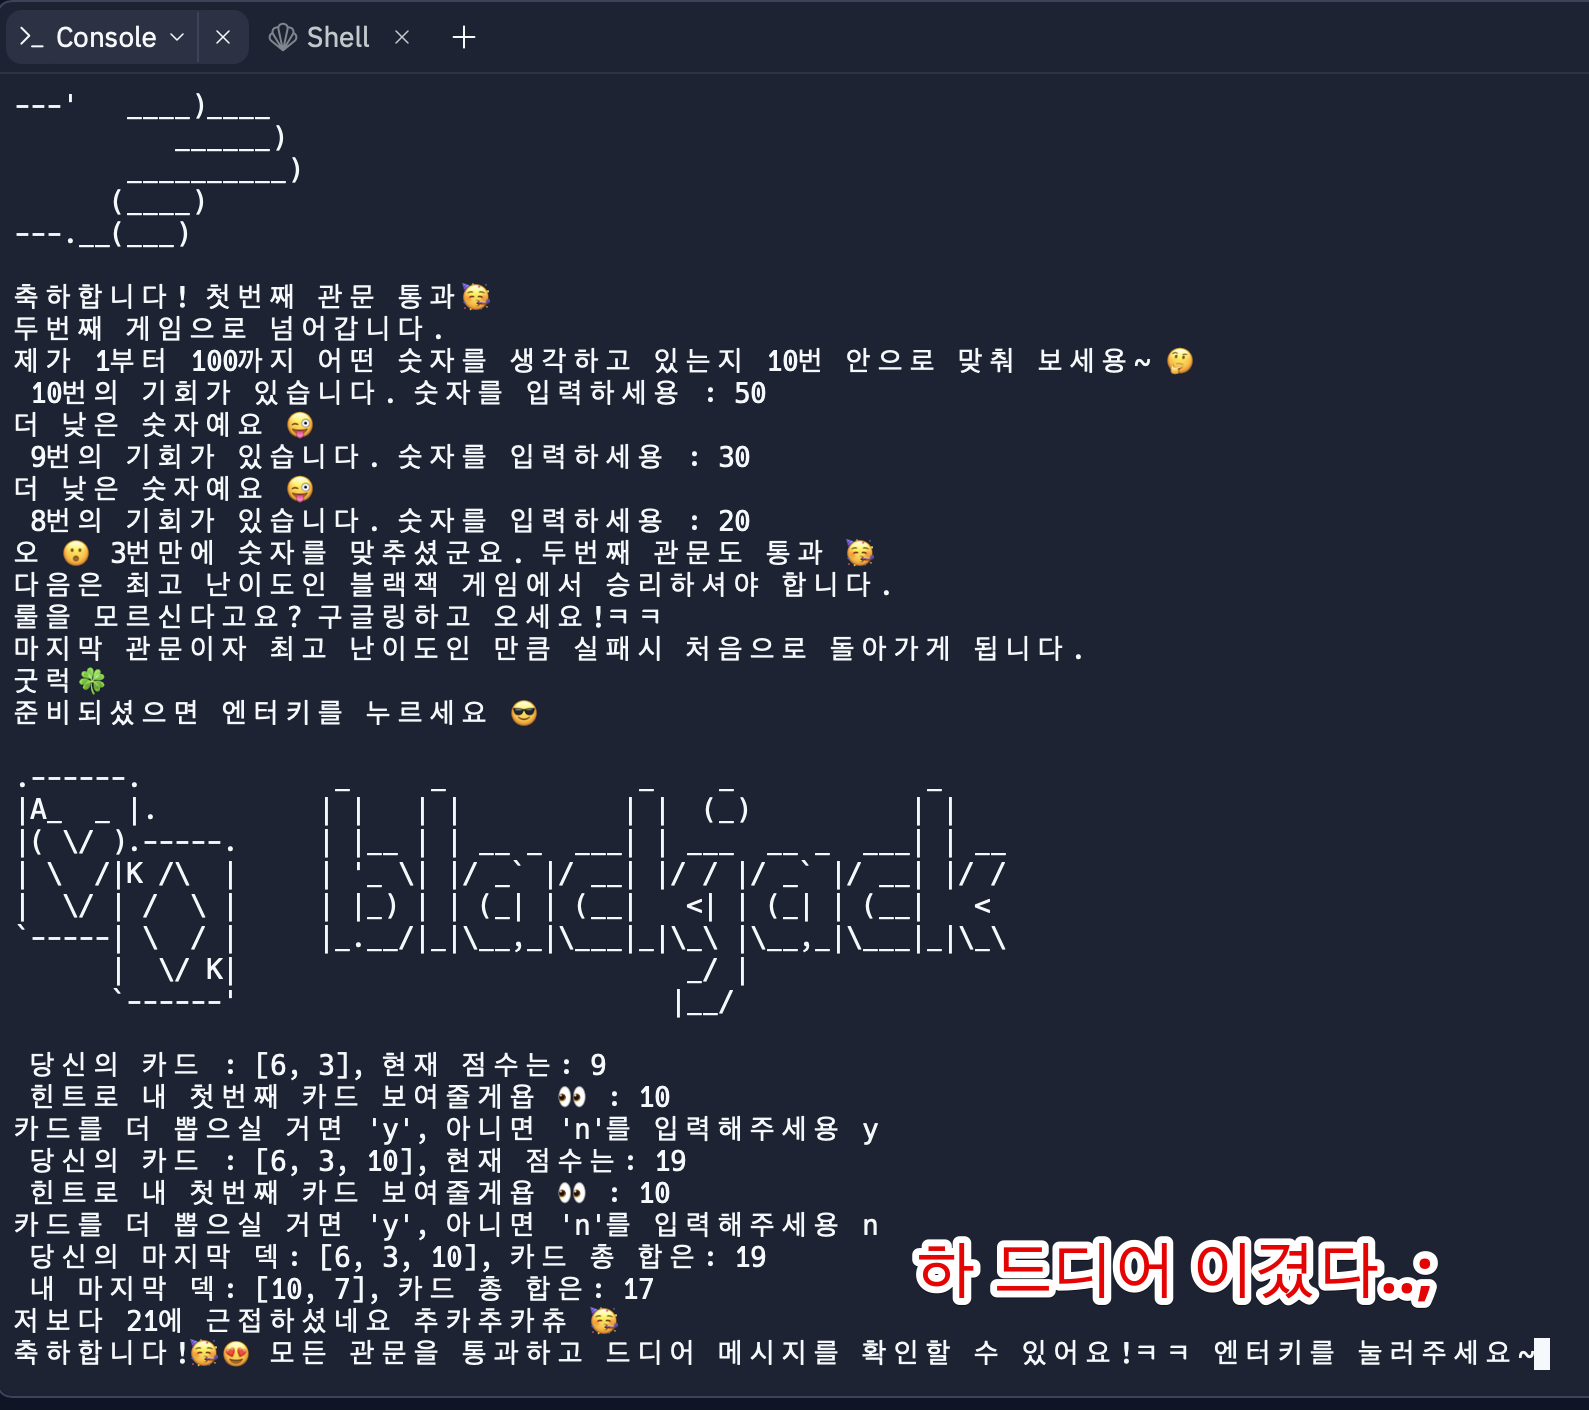 Console
Shell
---'   ____)____
          ______)
       __________)
      (____)
---.__(___)
축하합니다! 첫번째 관문 통과🥳
두번째 게임으로 넘어갑니다.
제가 1부터 100까지 어떤 숫자를 생각하고 있는지 10번 안으로 맞춰 보세용~ 🤔
10번의 기회가 있습니다. 숫자를 입력하세용 : 50
더 낮은 숫자예요 😜
9번의 기회가 있습니다. 숫자를 입력하세용 : 30
더 낮은 숫자예요 😜
8번의 기회가 있습니다. 숫자를 입력하세용 : 20
오 😮 3번만에 숫자를 맞추셨군요. 두번째 관문도 통과 🥳
다음은 최고 난이도인 블랙잭 게임에서 승리하셔야 합니다.
룰을 모르신다고요? 구글링하고 오세요!ㅋㅋ
마지막 관문이자 최고 난이도인 만큼 실패시 처음으로 돌아가게 됩니다.
굿럭🍀
준비되셨으면 엔터키를 누르세요 😎
.------.            _     _            _    _             _
|A_  _ |.          | |   | |          | |  (_)          | |
|( \/ ).-----.     | |__ | | __ _  ___| | ___  __ _  ___| | __
| \  /|K /\  |     | '_ \| |/ _` |/ __| |/ / |/ _` |/ __| |/ /
|  \/ | /  \ |     | |_) | | (_| | (__|   <| | (_| | (__|   <
`-----| \  / |     |_.__/|_|\__,_|\___|_|\_\ |\__,_|\___|_|\_\
      |  \/ K|                            _/ |
      `------'                           |__/
당신의 카드 : [6, 3], 현재 점수는: 9
힌트로 내 첫번째 카드 보여줄게욥 👀 : 10
카드를 더 뽑으실 거면 'y', 아니면 'n'를 입력해주세용 y
당신의 카드 : [6, 3, 10], 현재 점수는: 19
힌트로 내 첫번째 카드 보여줄게욥 👀 : 10
카드를 더 뽑으실 거면 'y', 아니면 'n'를 입력해주세용 n
당신의 마지막 덱: [6, 3, 10], 카드 총 합은: 19
하 드디어 이겼다..;
내 마지막 덱: [10, 7], 카드 총 합은: 17
저보다 21에 근접하셨네요 추카추카츄 🥳
축하합니다!🥳😍 모든 관문을 통과하고 드디어 메시지를 확인할 수 있어요!ㅋㅋ 엔터키를 눌러주세요~